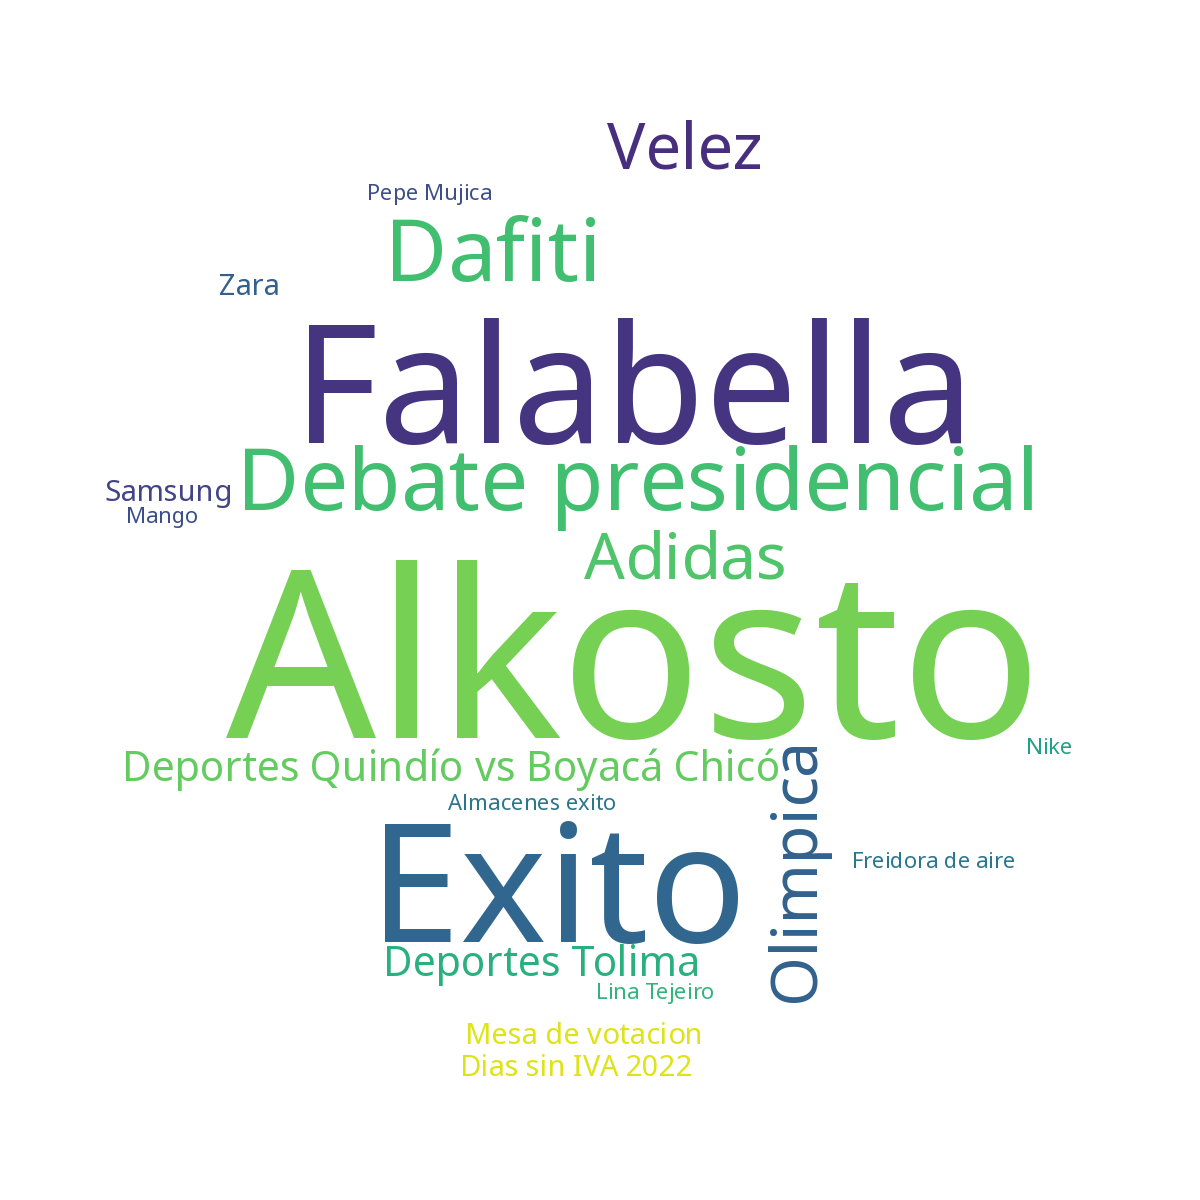 Velez
Pepe Mujica
Dafiti
Zara
Falabella
Debate presidencial
Samsung
Mango
Adidas
Alkosto
Nike
Deportes Quindío vs Boyacá Chicó
Almacenes exito
Olimpica
Exito
Freidora de aire
Deportes Tolima
Lina Tejeiro
Mesa de votacion
Dias sin IVA 2022